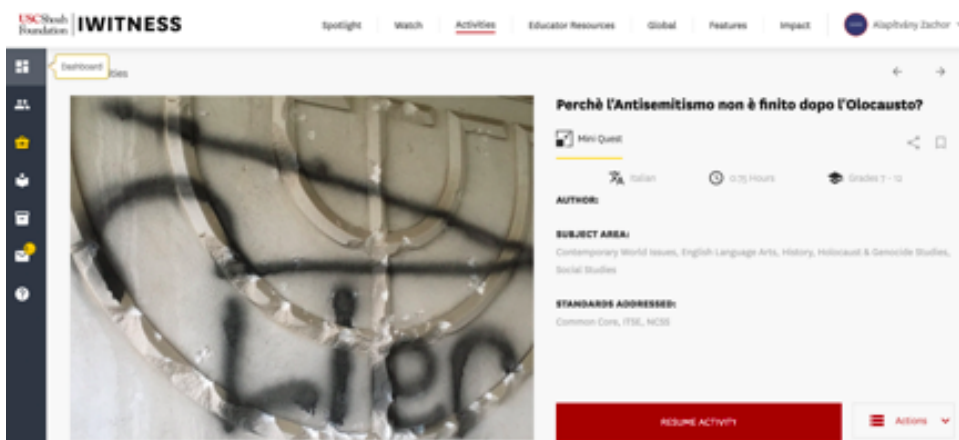 USC Shoah Foundation | IWITNESS
Spotlight Watch Activities Educator Resources Global Features Impact Alapítvány Zachor
Dashboard ities
Perchè l'Antisemitismo non è finito dopo l'Olocausto?
Mini Quest
Italian 0.75 Hours Grades 7 - 12
AUTHOR:
SUBJECT AREA:
Contemporary World Issues, English Language Arts, History, Holocaust & Genocide Studies,
Social Studies
STANDARDS ADDRESSED:
Common Core, ITSE, NCSS
Lier
RESUME ACTIVITY Actions